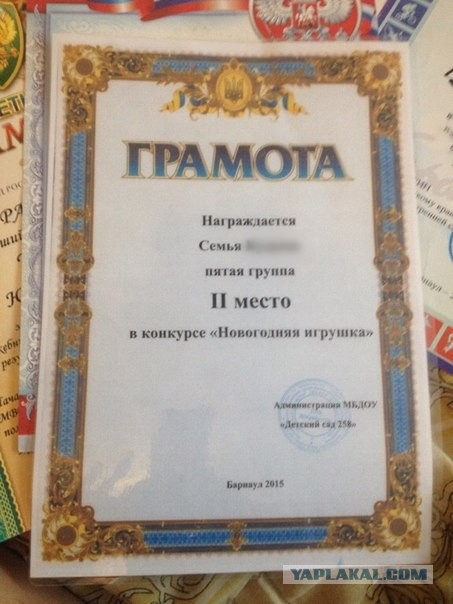 ГРАМОТА
Награждается
Семья
пятая группа
II место
в конкурсе «Новогодняя игрушка»
Администрация МБДОУ
«Детский сад 258»
Барнаул 2015
YAPLAKAL.COM